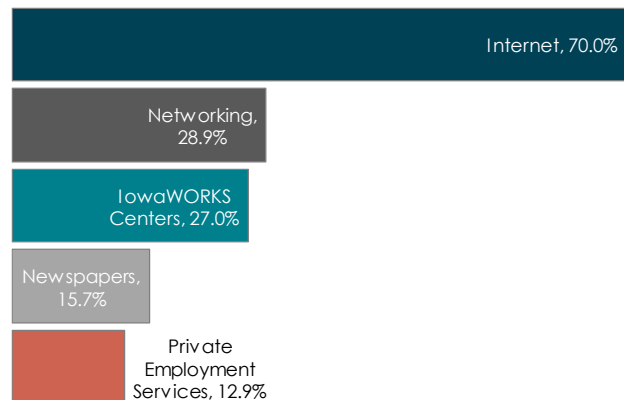 Internet, 70.0%
Networking,
28.9%
IowaWORKS
Centers, 27.0%
Newspapers,
15.7%
Private
Employment
Services, 12.9%